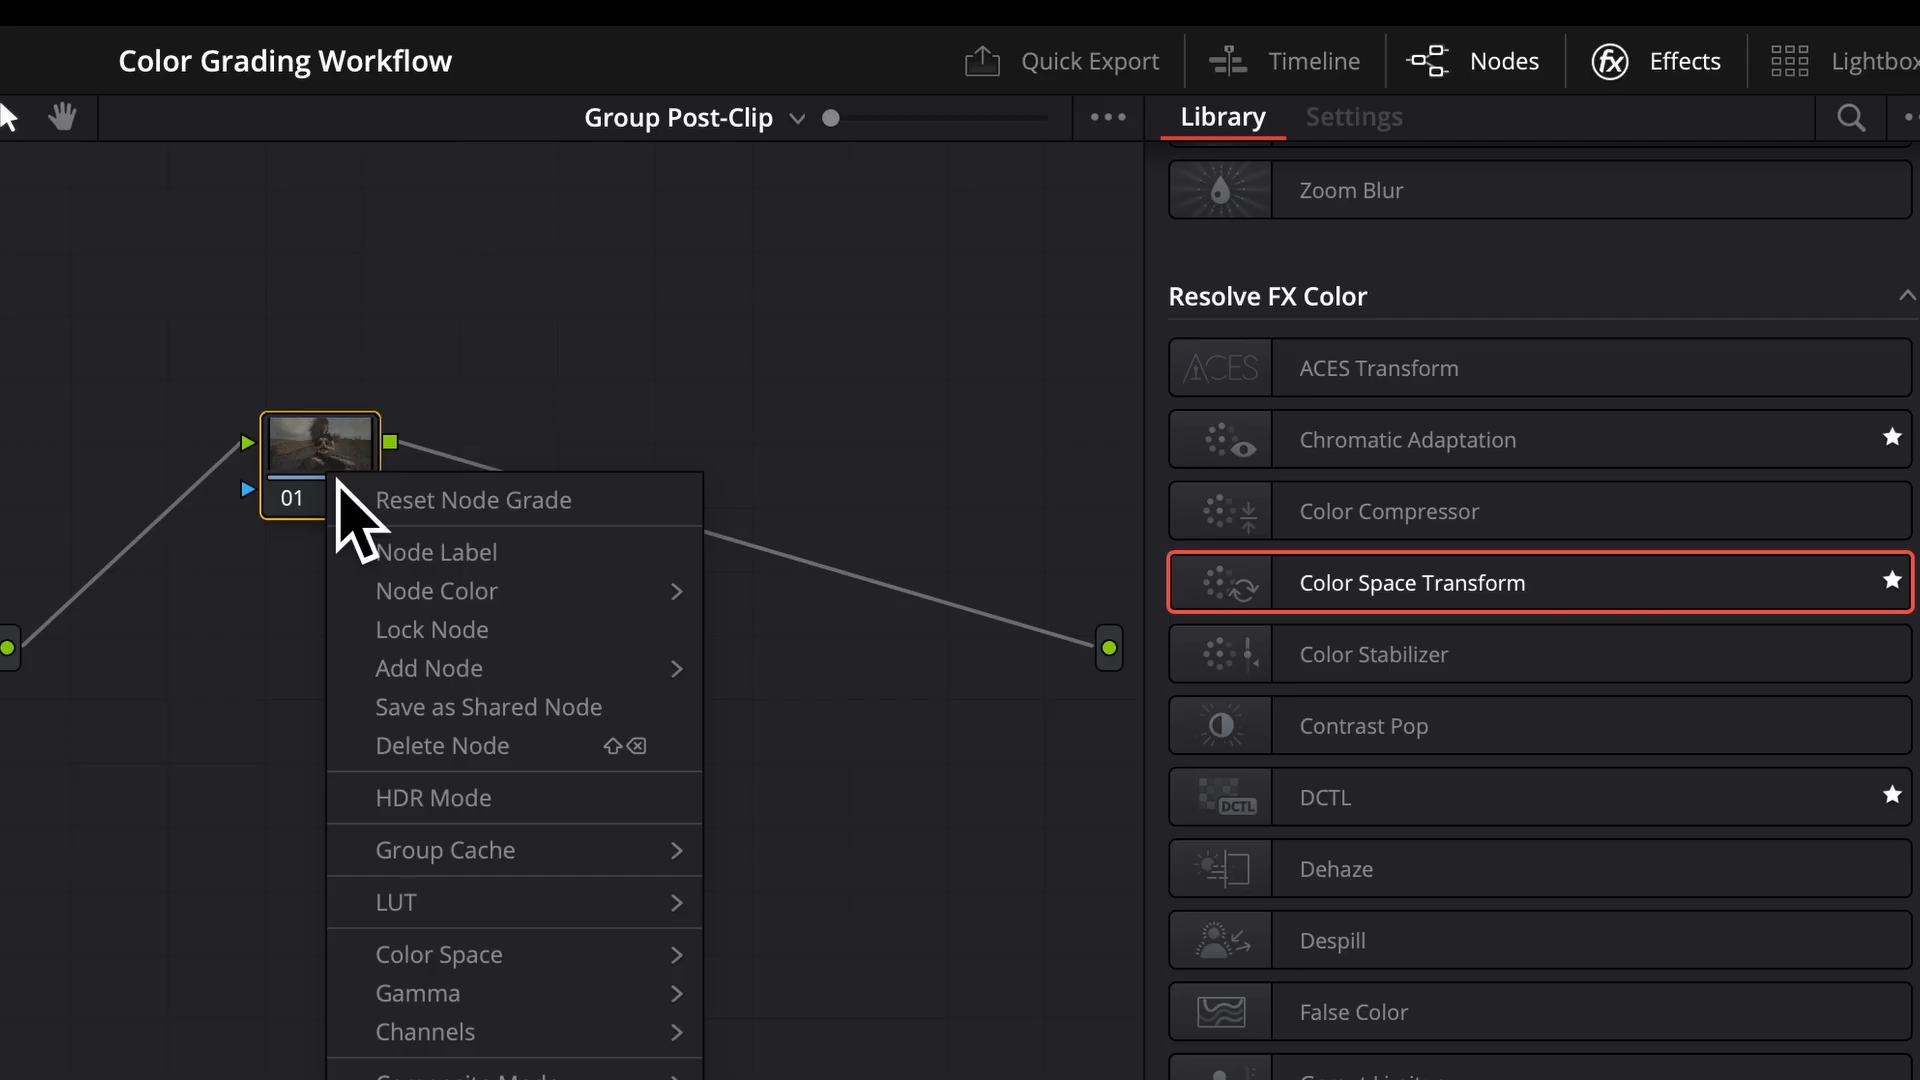 Color Grading Workflow
Quick Export
Timeline
Nodes
fx
Effects
Lightbox
Group Post-Clip
Library
Settings
Zoom Blur
Resolve FX Color
ACES
ACES Transform
Chromatic Adaptation
Color Compressor
Color Space Transform
Color Stabilizer
Contrast Pop
DCTL
DCTL
Dehaze
Despill
False Color
01
Reset Node Grade
Node Label
Node Color
Lock Node
Add Node
Save as Shared Node
Delete Node
HDR Mode
Group Cache
LUT
Color Space
Gamma
Channels